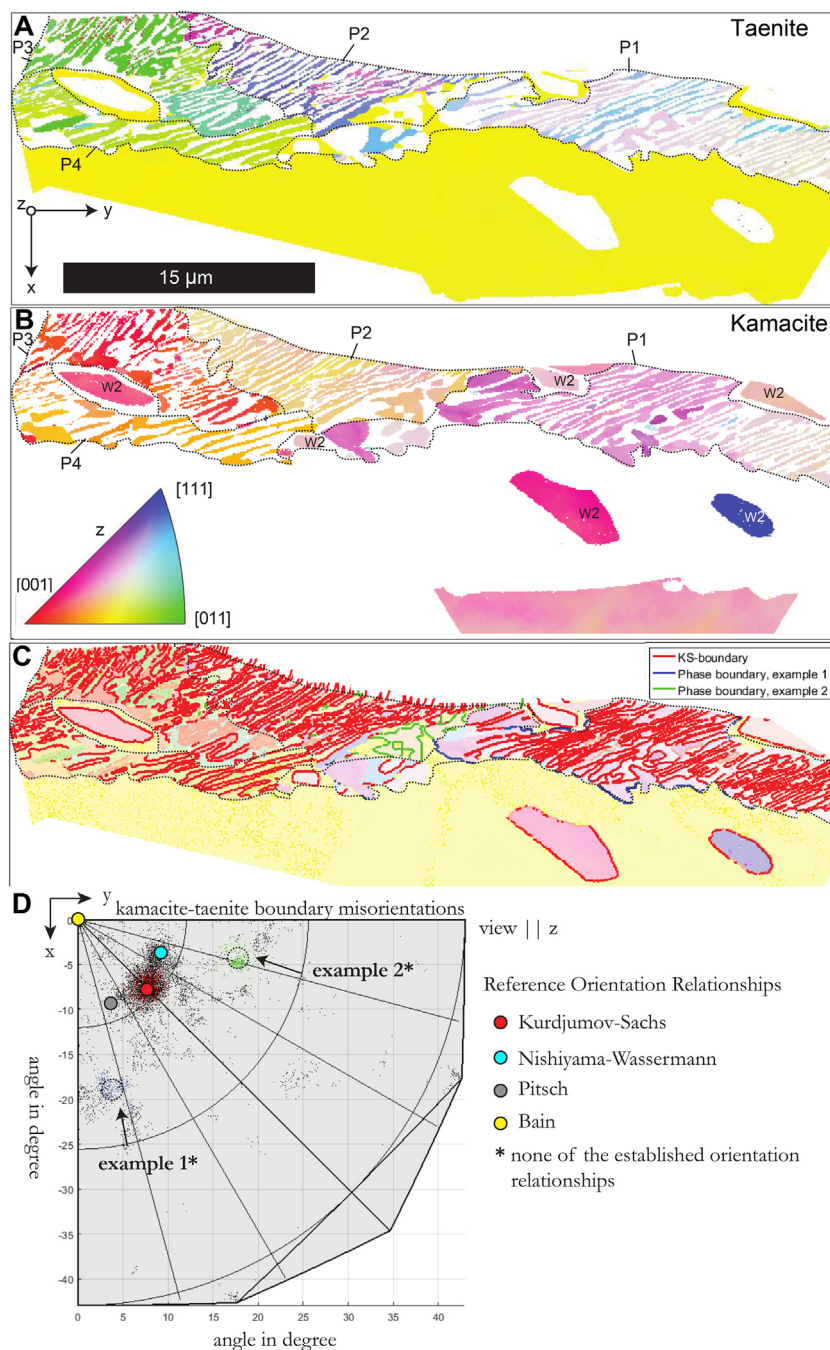 A
Taenite
P3
P2
P1
P4
z
y
x
15 μm
B
Kamacite
P3
P2
P1
W2
W2
W2
P4
W2
[111]
z
[001]
[011]
W2
W2
C
KS-boundary
Phase boundary, example 1
Phase boundary, example 2
D
y
x
kamacite-taenite boundary misorientations
view || z
0
-5
-10
-15
-20
-25
-30
-35
-40
angle in degree
example 2*
example 1*
Reference Orientation Relationships
Kurdjumov-Sachs
Nishiyama-Wassermann
Pitsch
Bain
* none of the established orientation
relationships
0 5 10 15 20 25 30 35 40
angle in degree